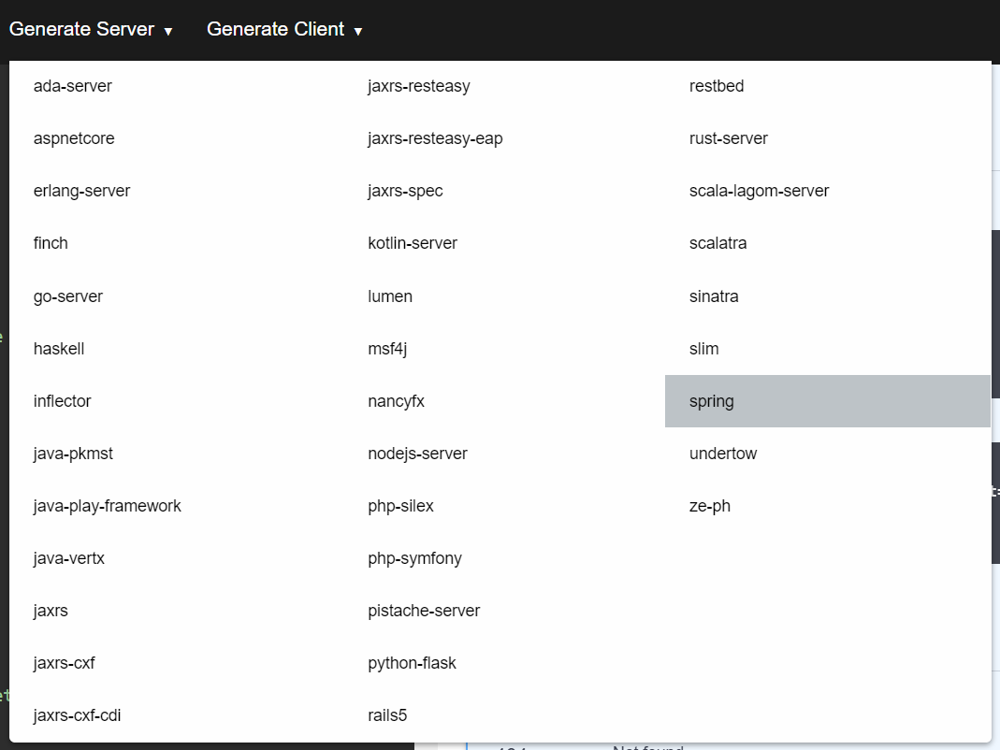 Generate Server ▼ Generate Client ▼
ada-server
aspnetcore
erlang-server
finch
go-server
haskell
inflector
java-pkmst
java-play-framework
java-vertx
jaxrs
jaxrs-cxf
jaxrs-cxf-cdi
jaxrs-resteasy
jaxrs-resteasy-eap
jaxrs-spec
kotlin-server
lumen
msf4j
nancyfx
nodejs-server
php-silex
php-symfony
pistache-server
python-flask
rails5
restbed
rust-server
scala-lagom-server
scalatra
sinatra
slim
spring
undertow
ze-ph
Not found